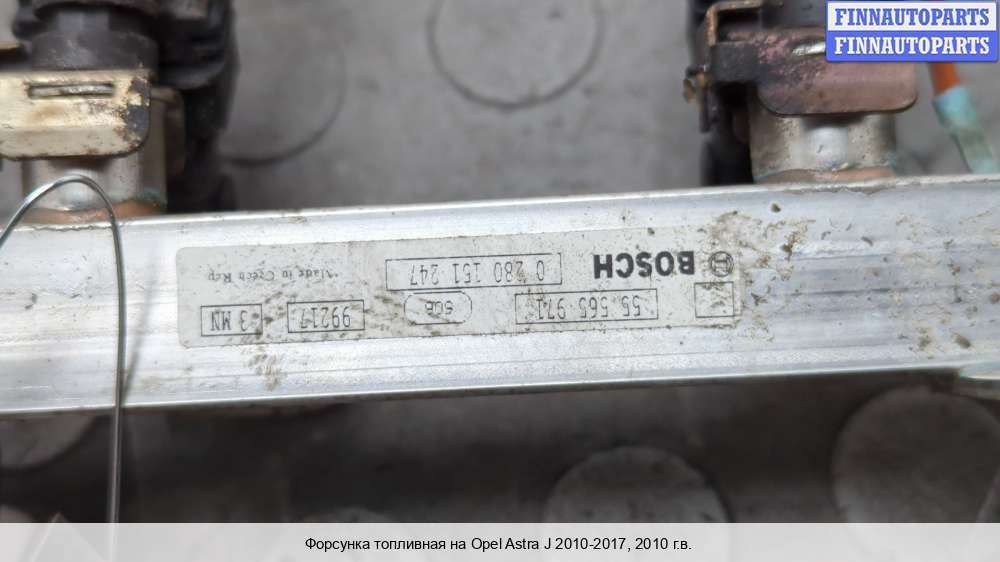 FINNAUTOPARTS
FINNAUTOPARTS
BOSCH
0 280 151 247
Made in Czech Rep
55 565 971
99217
3 MN
Форсунка топливная на Opel Astra J 2010-2017, 2010 г.в.